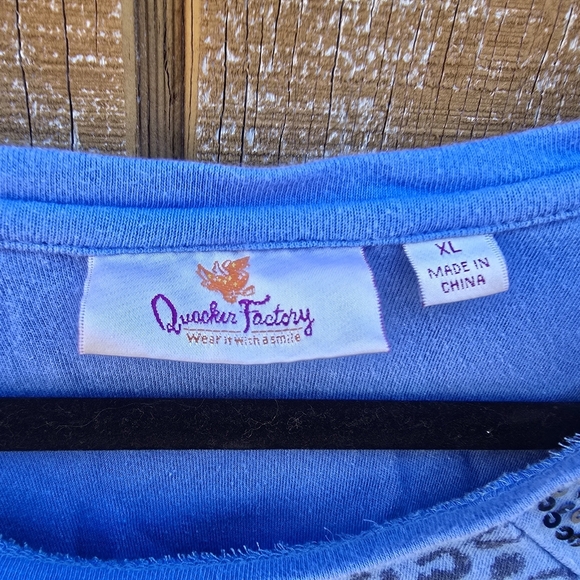 Quacker Factory
Wear it with a smile
XL
MADE IN
CHINA